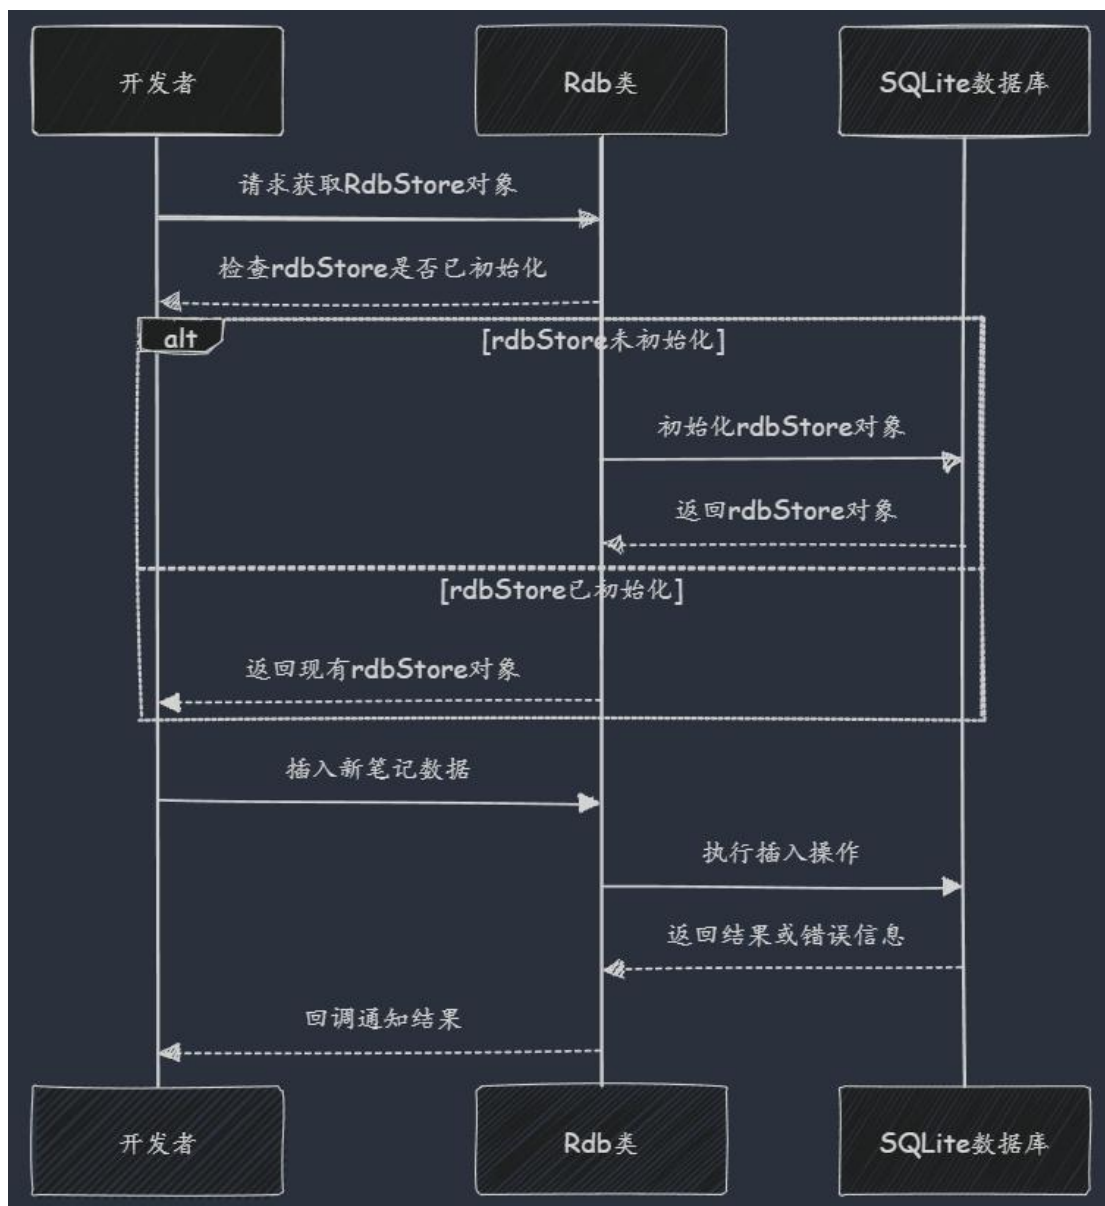 开发者
Rdb类
SQLite数据库
请求获取RdbStore对象
检查rdbStore是否已初始化
alt
[rdbStore未初始化]
初始化rdbStore对象
返回rdbStore对象
[rdbStore已初始化]
返回现有rdbStore对象
插入新笔记数据
执行插入操作
返回结果或错误信息
回调通知结果
开发者
Rdb类
SQLite数据库